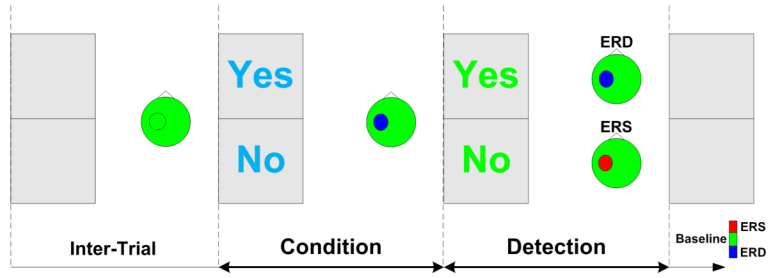 ERD
Yes Yes
ERS
No No
Inter-Trial Condition Detection
ERS
Baseline
ERD